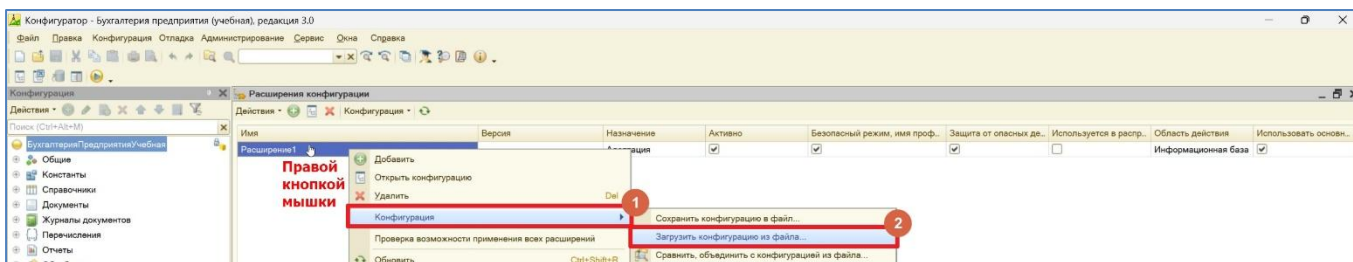 Конфигуратор - Бухгалтерия предприятия (учебная), редакция 3.0
Файл Правка Конфигурация Отладка Администрирование Сервис Окна Справка
Конфигурация
Расширения конфигурации
Действия
Действия Конфигурация
Поиск (Ctrl+Alt+M)
Имя Версия Назначение Активно Безопасный режим, имя проф... Защита от опасных де... Используется в распр... Область действия Использовать основн...
БухгалтерияПредприятияУчебная
Расширение1 Информационная база
Общие
Константы
Справочники
Документы
Журналы документов
Перечисления
Отчеты
Правой
кнопкой
мышки
Добавить
Открыть конфигурацию
Удалить Del
1
Конфигурация
Проверка возможности применения всех расширений
Обновить Ctrl+Shift+R
Сохранить конфигурацию в файл...
2
Загрузить конфигурацию из файла...
Сравнить, объединить с конфигурацией из файла...